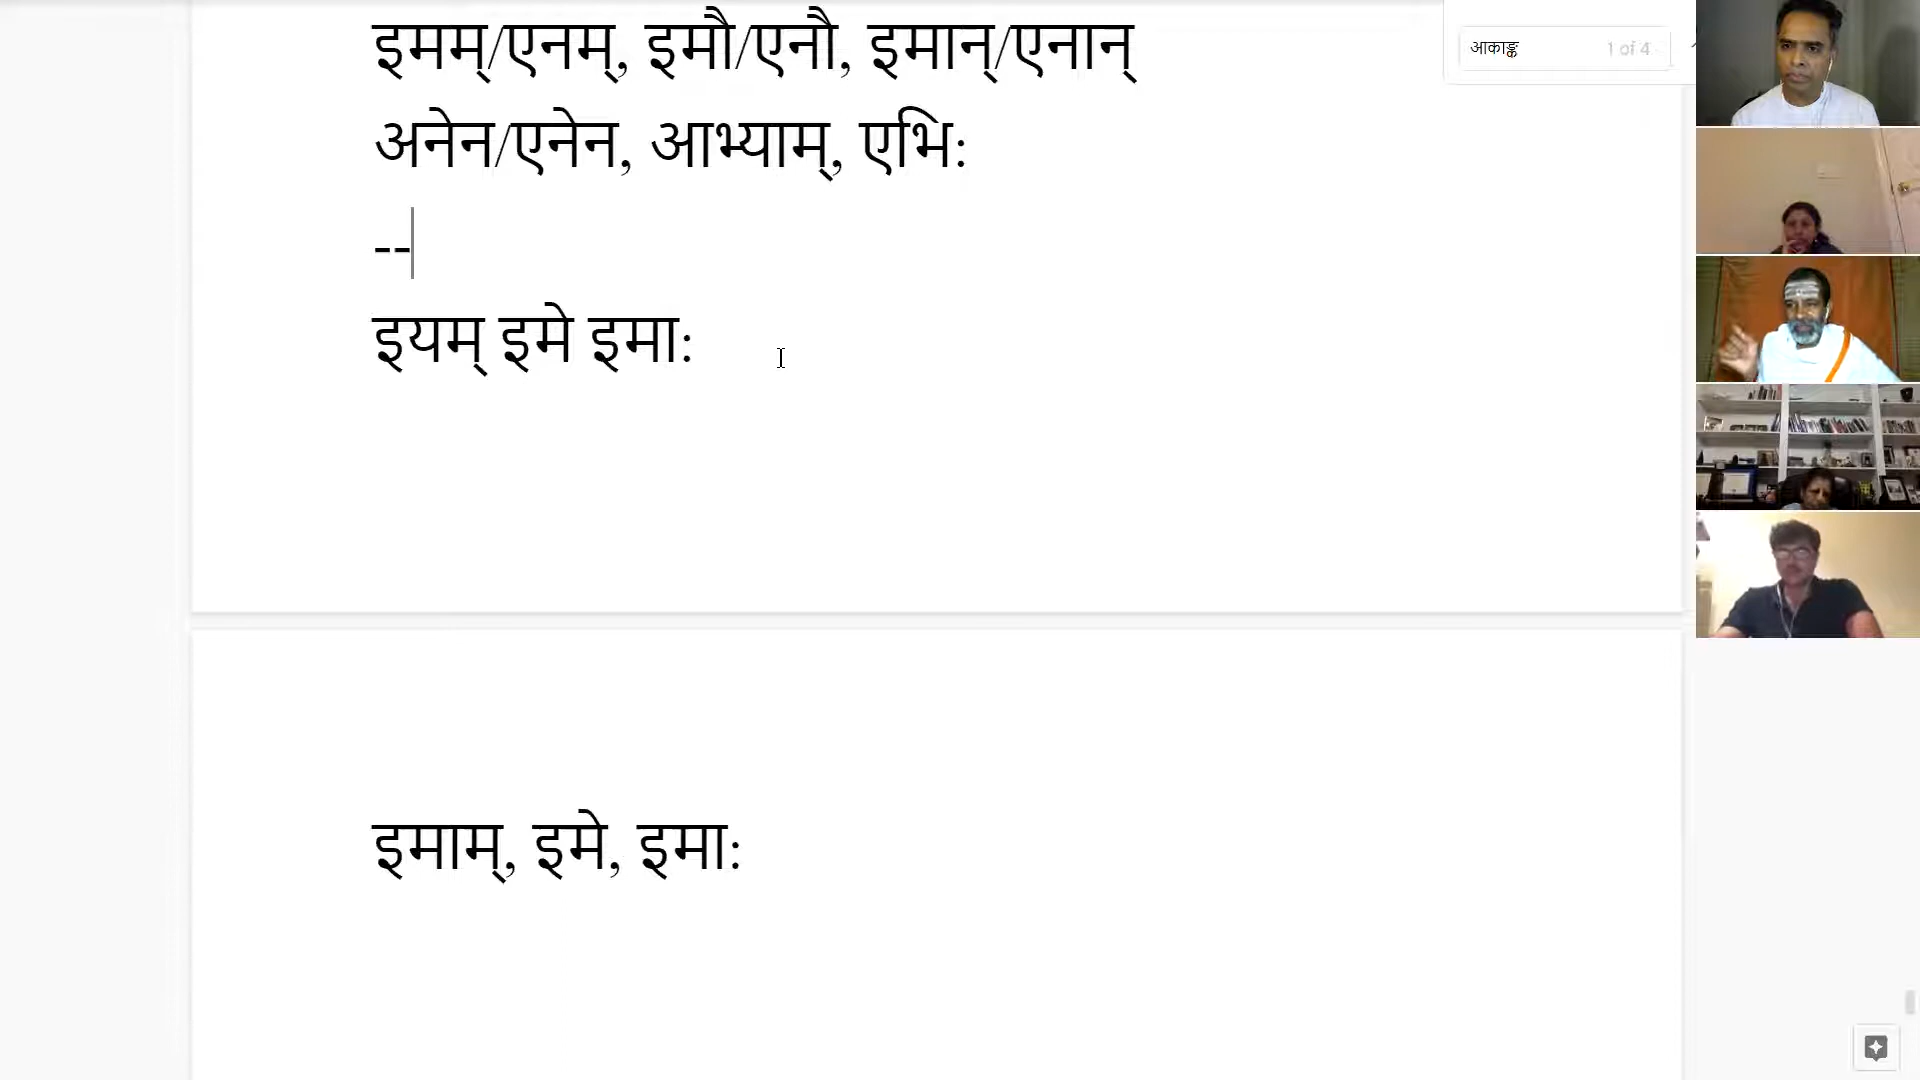 इमम्/एनम्, इमौ/एनौ, इमान्/एनान्
आकाङ्क 1 of 4
अनेन/एनेन, आभ्याम्, एभिः
--
इयम् इमे इमाः
इमाम्, इमे, इमाः